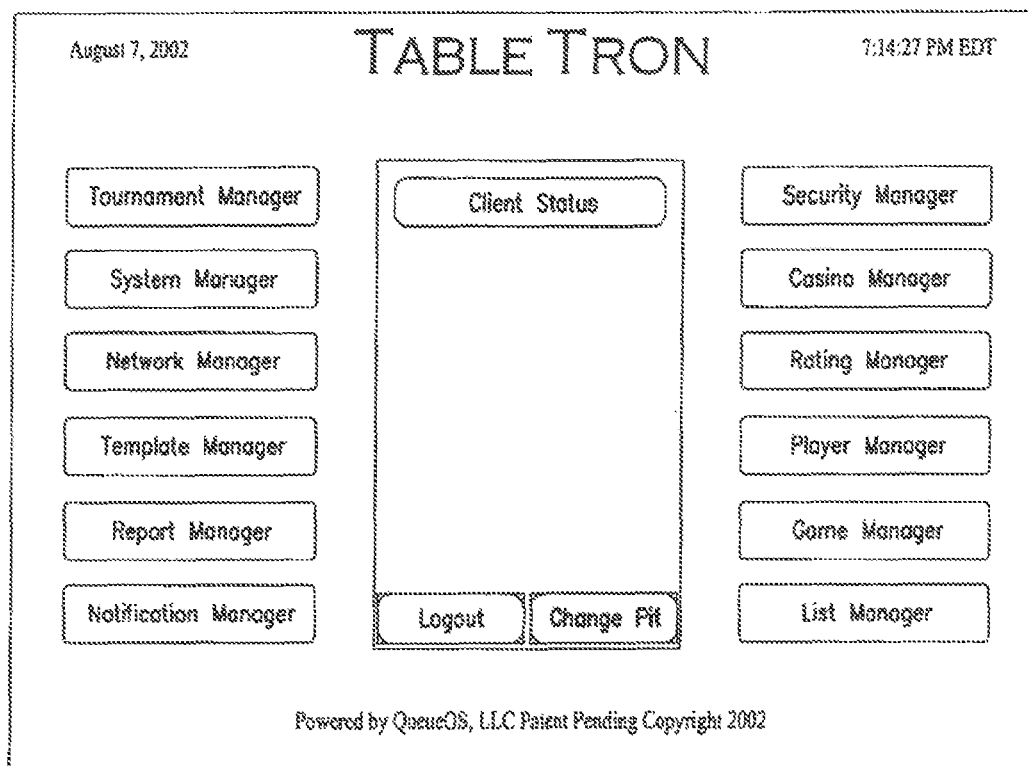 August 7, 2002
TABLE TRON
7:14:27 PM EDT
Tournament Manager
Client Status
Security Manager
System Manager
Casino Manager
Network Manager
Rating Manager
Template Manager
Player Manager
Report Manager
Game Manager
Notification Manager
Logout
Change Pit
List Manager
Powered by QueueOS, LLC Patent Pending Copyright 2002